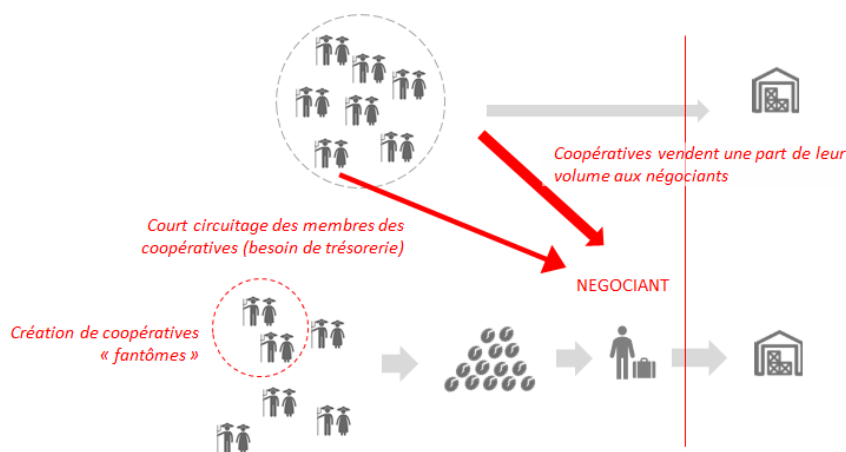 Coopératives vendent une part de leur
volume aux négociants
Court circuitage des membres des
coopératives (besoin de trésorerie)
NEGOCIANT
Création de coopératives
« fantômes »